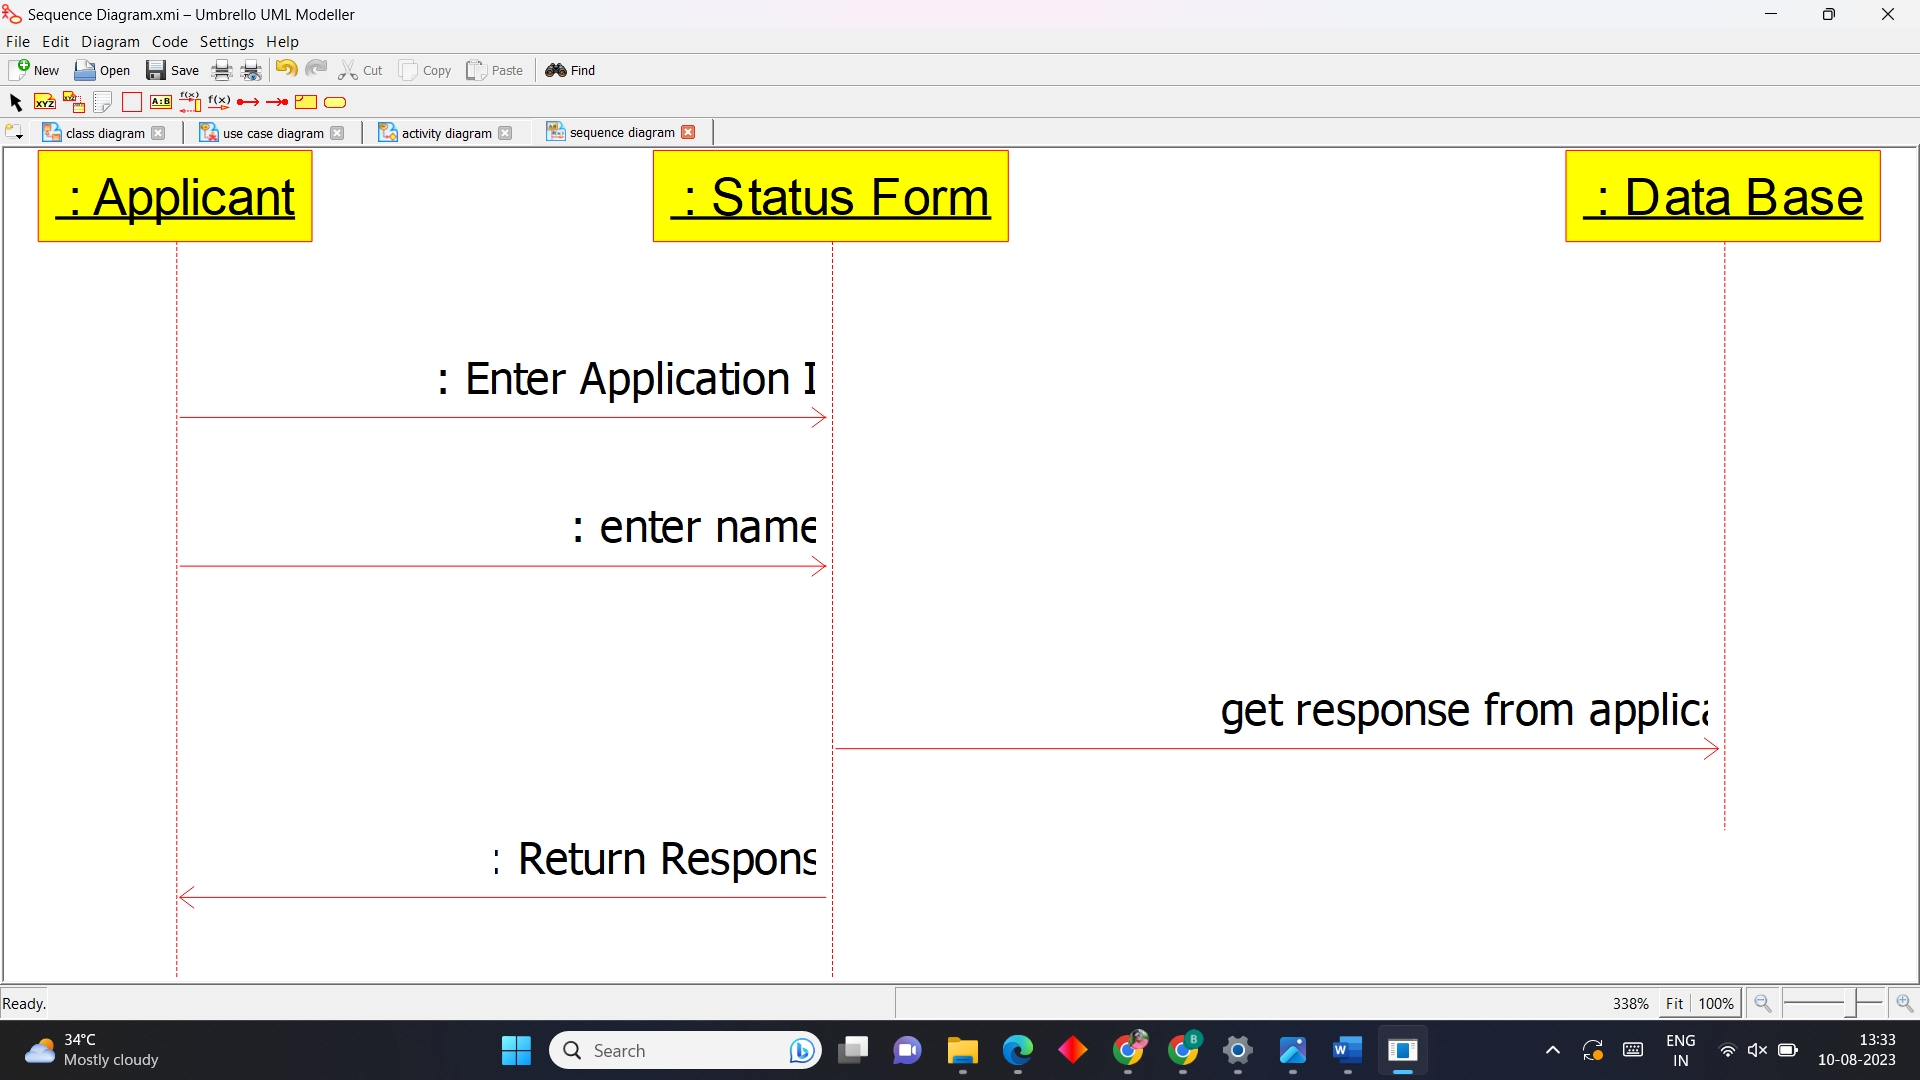 Sequence Diagram.xmi – Umbrello UML Modeller
File Edit Diagram Code Settings Help
New Open Save Cut Copy Paste Find
XYZ XYZ A:B f(x) f(x)
class diagram use case diagram activity diagram sequence diagram
: Applicant : Status Form : Data Base
: Enter Application I
: enter name
get response from applica
: Return Respons
Ready. 338% Fit 100%
34°C
Mostly cloudy
Search
B
W
ENG
IN
13:33
10-08-2023